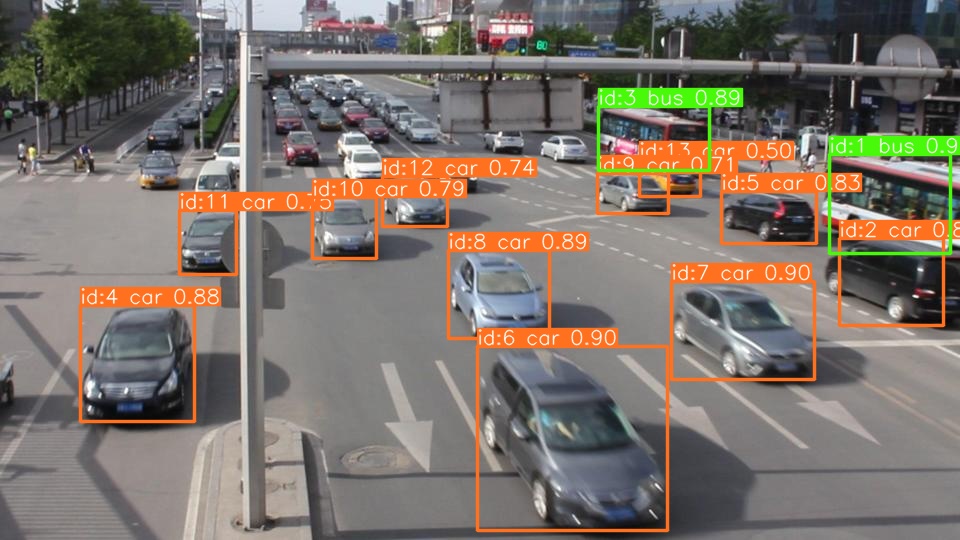 80
id:3 bus 0.89
id:1 bus 0.9
id:13 car 0.50
id:12 car 0.74
id:9 car 0.71
id:5 car 0.83
id:10 car 0.79
id:11 car 0.75
id:2 car 0.8
id:8 car 0.89
id:7 car 0.90
id:4 car 0.88
id:6 car 0.90